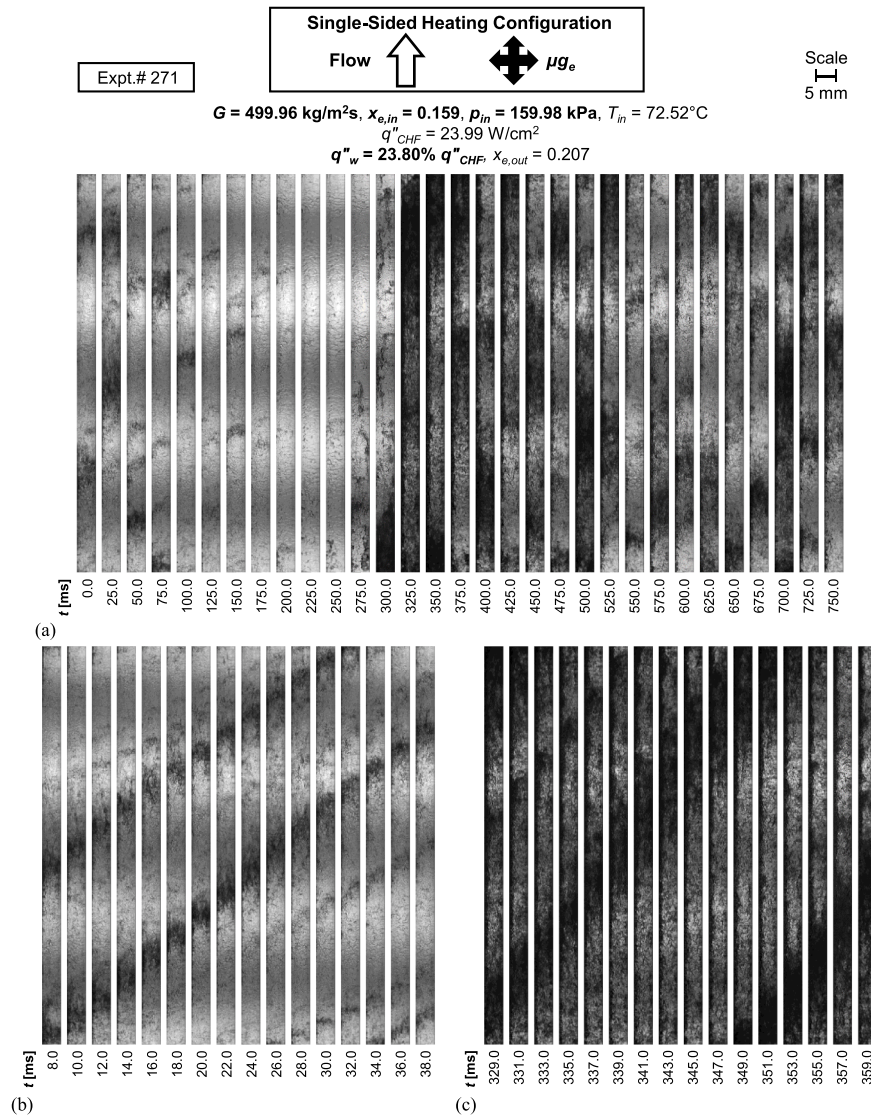 Single-Sided Heating Configuration
Flow
μgₑ
Expt.# 271
Scale
5 mm
G = 499.96 kg/m²s, xₑ,ᵢₙ = 0.159, pᵢₙ = 159.98 kPa, Tᵢₙ = 72.52°C
q"CHF = 23.99 W/cm²
q"w = 23.80% q"CHF, xe,out = 0.207
t [ms] 0.0 25.0 50.0 75.0 100.0 125.0 150.0 175.0 200.0 225.0 250.0 275.0 300.0 325.0 350.0 375.0 400.0 425.0 450.0 475.0 500.0 525.0 550.0 575.0 600.0 625.0 650.0 675.0 700.0 725.0 750.0
(a)
t [ms] 8.0 10.0 12.0 14.0 16.0 18.0 20.0 22.0 24.0 26.0 28.0 30.0 32.0 34.0 36.0 38.0
(b)
t [ms] 329.0 331.0 333.0 335.0 337.0 339.0 341.0 343.0 345.0 347.0 349.0 351.0 353.0 355.0 357.0 359.0
(c)